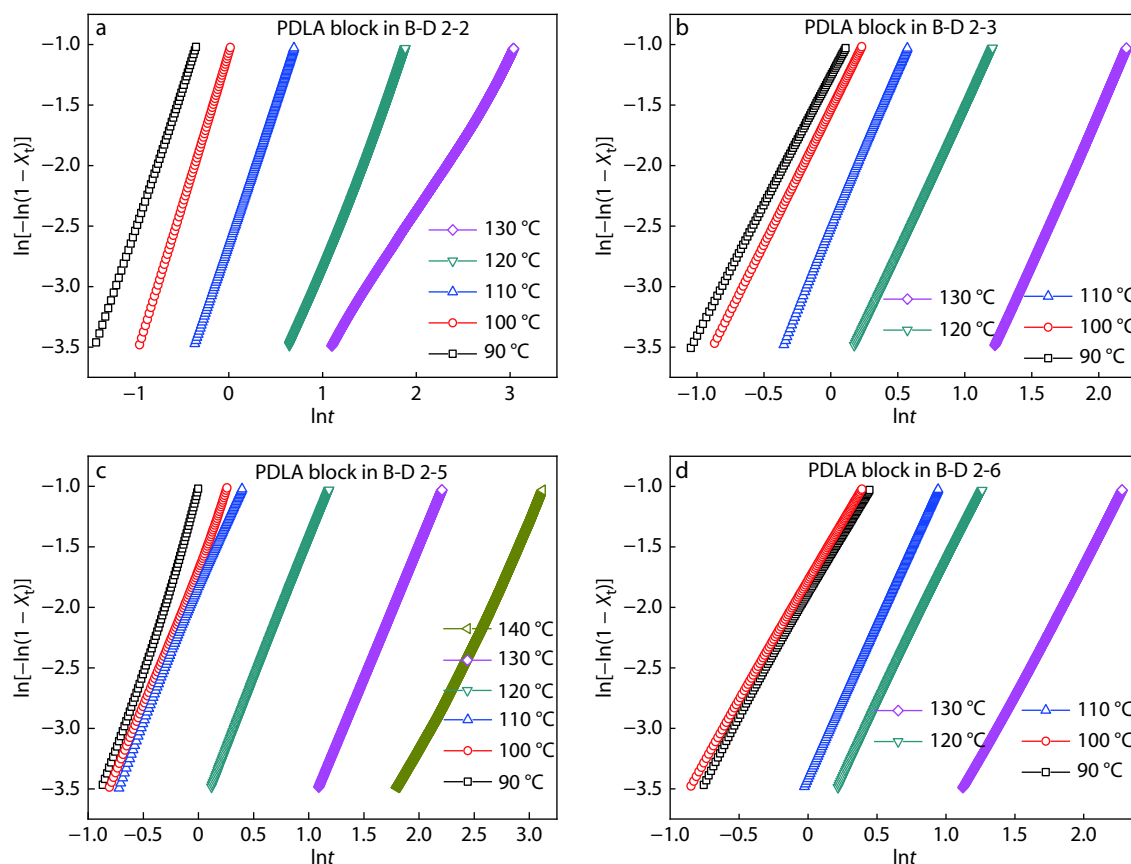 a
PDLA block in B-D 2-2
−1.0
−1.5
−2.0
−2.5
−3.0
−3.5
ln[−ln(1 − Xt)]
130 °C
120 °C
110 °C
100 °C
90 °C
−1
0
1
2
3
lnt
b
PDLA block in B-D 2-3
−1.0
−1.5
−2.0
−2.5
−3.0
−3.5
ln[−ln(1 − Xt)]
130 °C
120 °C
110 °C
100 °C
90 °C
−1.0
−0.5
0
0.5
1.0
1.5
2.0
lnt
c
PDLA block in B-D 2-5
−1.0
−1.5
−2.0
−2.5
−3.0
−3.5
ln[−ln(1 − Xt)]
140 °C
130 °C
120 °C
110 °C
100 °C
90 °C
−1.0
−0.5
0
0.5
1.0
1.5
2.0
2.5
3.0
lnt
d
PDLA block in B-D 2-6
−1.0
−1.5
−2.0
−2.5
−3.0
−3.5
ln[−ln(1 − Xt)]
130 °C
120 °C
110 °C
100 °C
90 °C
−1.0
−0.5
0
0.5
1.0
1.5
2.0
lnt